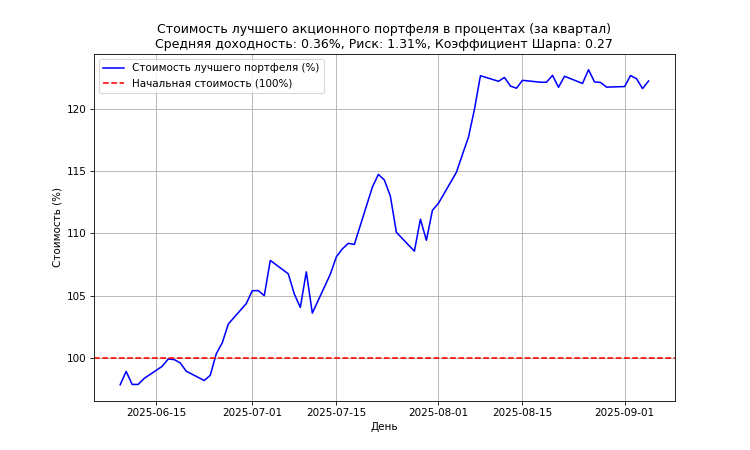 Стоимость лучшего акционного портфеля в процентах (за квартал)
Средняя доходность: 0.36%, Риск: 1.31%, Коэффициент Шарпа: 0.27
Стоимость лучшего портфеля (%)
Начальная стоимость (100%)
Стоимость (%)
120
115
110
105
100
2025-06-15
2025-07-01
2025-07-15
2025-08-01
2025-08-15
2025-09-01
День